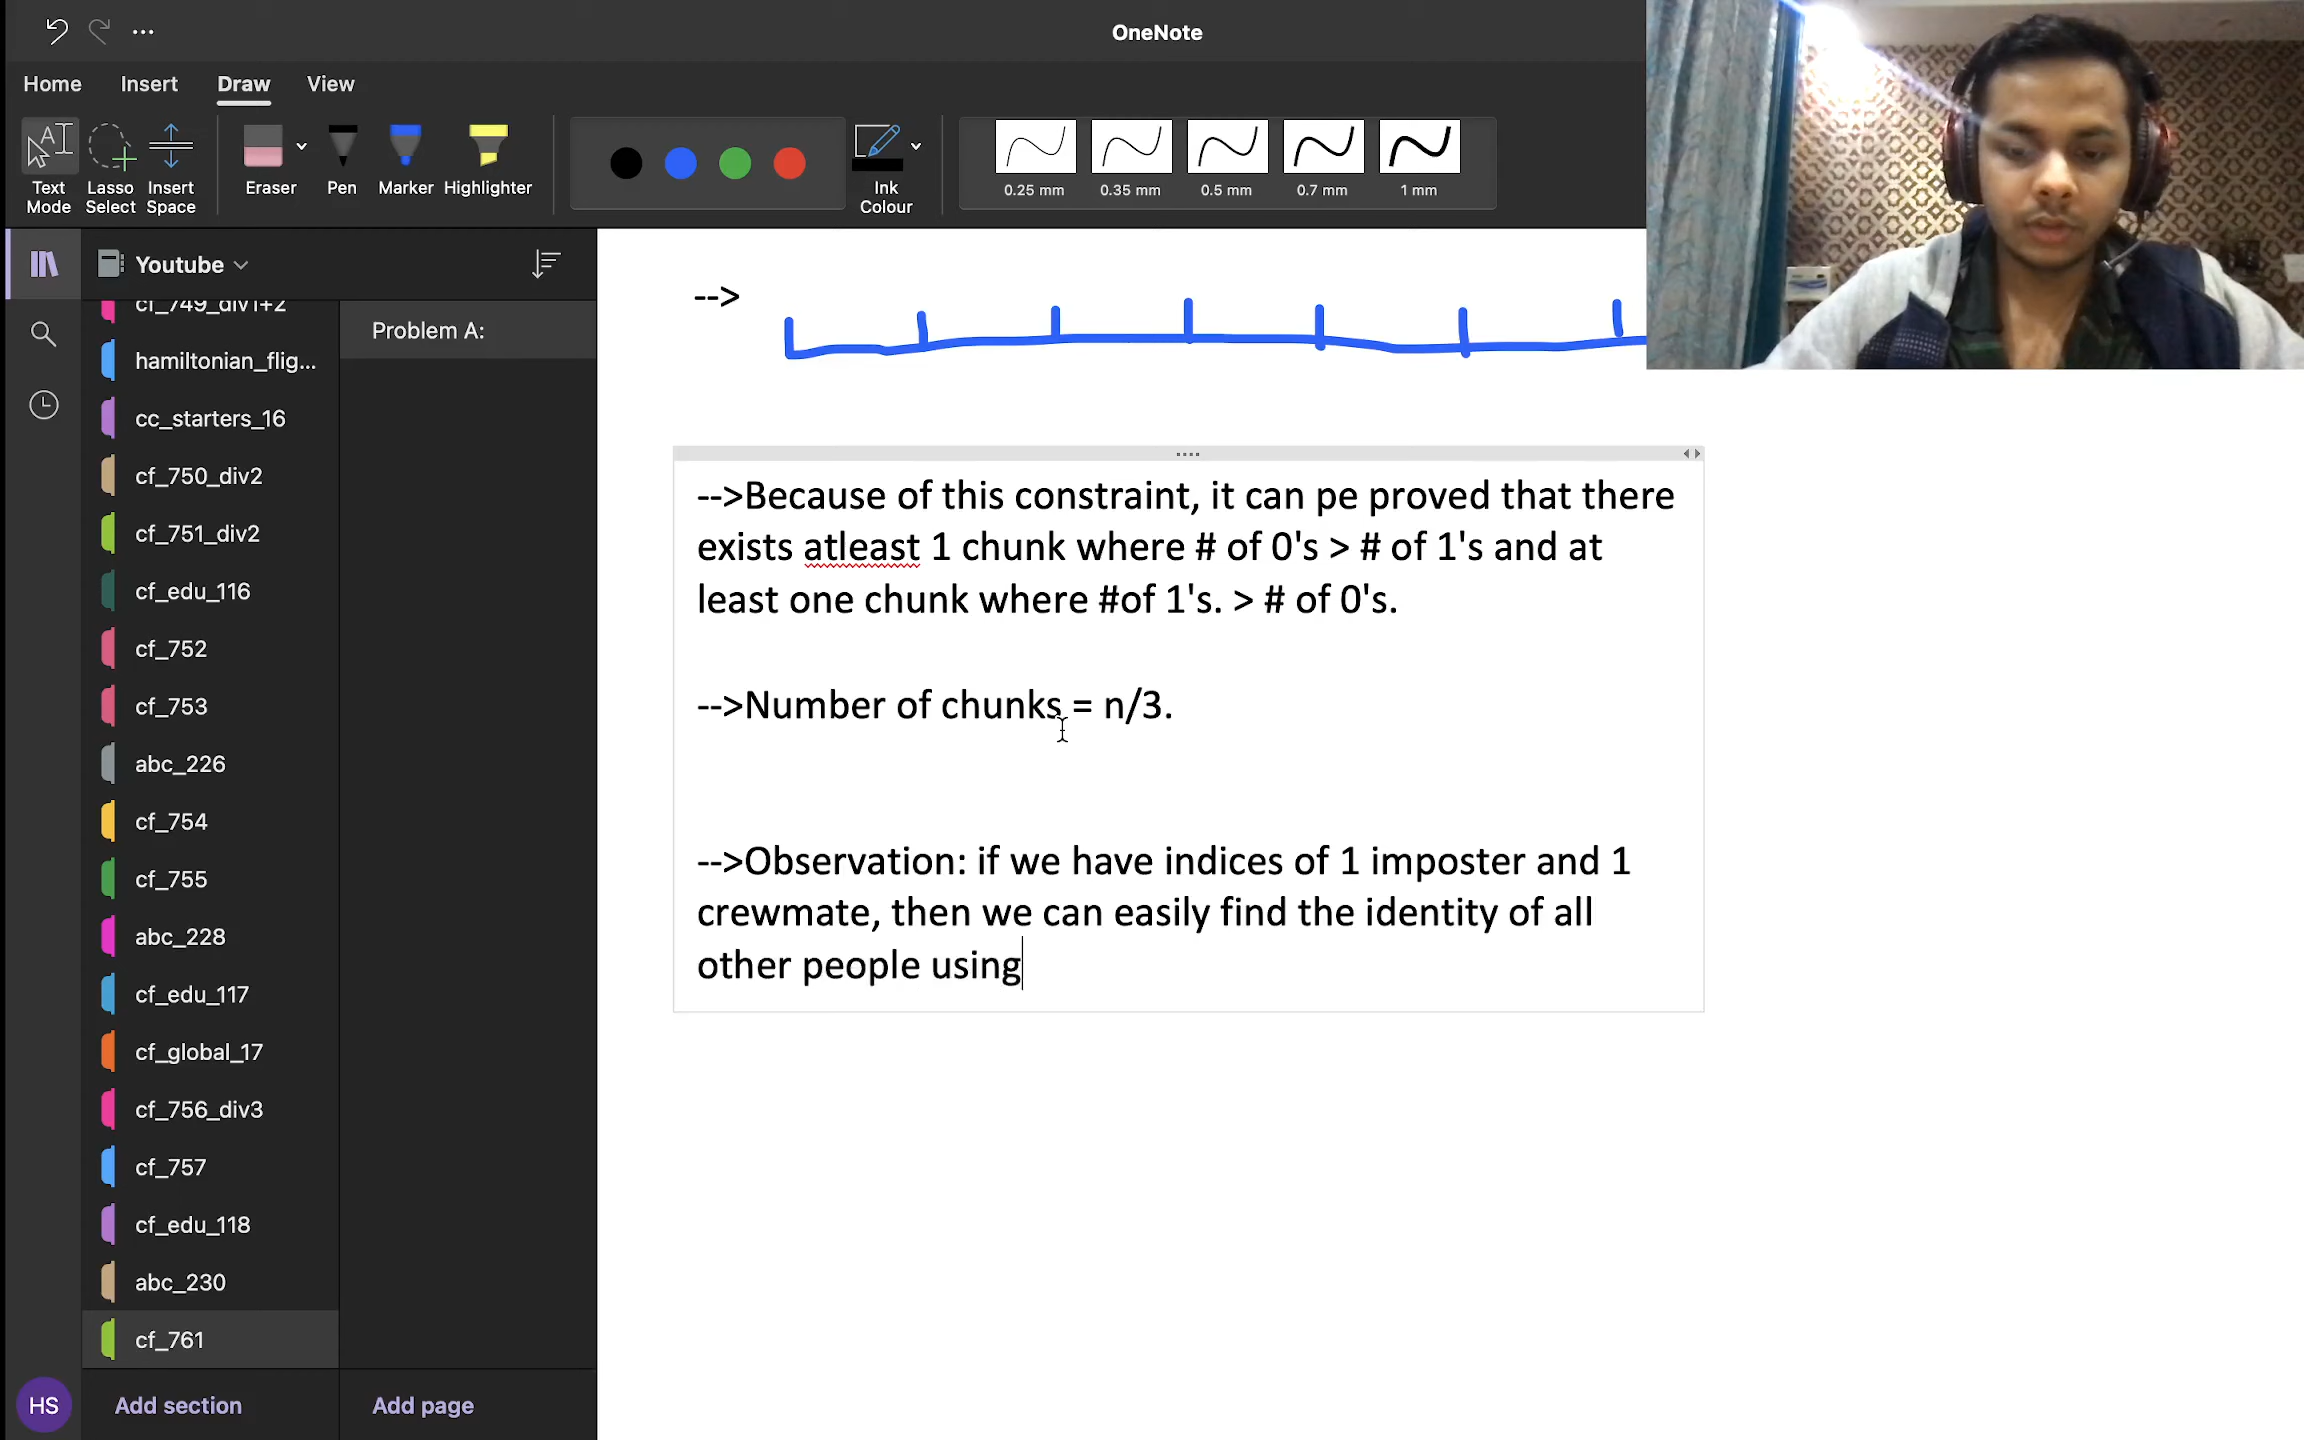 OneNote
Home Insert Draw View
Text Mode
Lasso Select
Insert Space
Eraser
Pen
Marker
Highlighter
Ink Colour
0.25 mm
0.35 mm
0.5 mm
0.7 mm
1 mm
Youtube
cf_749_div1+2
hamiltonian_flig...
cc_starters_16
cf_750_div2
cf_751_div2
cf_edu_116
cf_752
cf_753
abc_226
cf_754
cf_755
abc_228
cf_edu_117
cf_global_17
cf_756_div3
cf_757
cf_edu_118
abc_230
cf_761
HS
Add section
Problem A:
Add page
-->
-->Because of this constraint, it can pe proved that there
exists atleast 1 chunk where # of 0's > # of 1's and at
least one chunk where #of 1's. > # of 0's.
-->Number of chunks = n/3.
-->Observation: if we have indices of 1 imposter and 1
crewmate, then we can easily find the identity of all
other people using